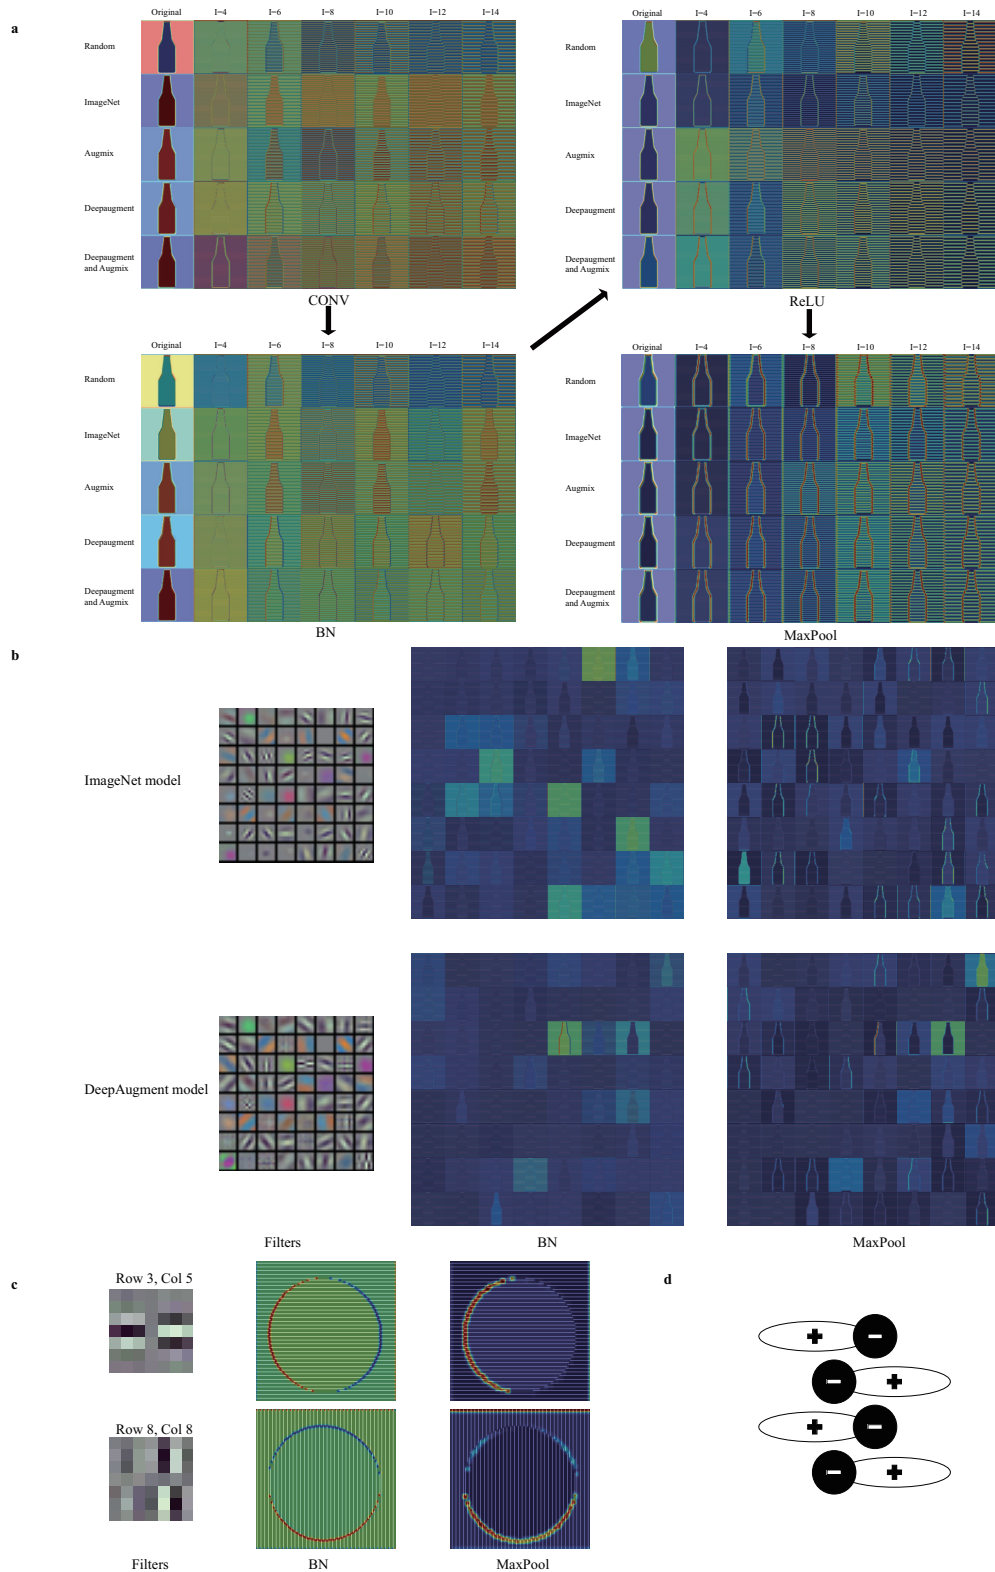 a
Original I=4 I=6 I=8 I=10 I=12 I=14
Random
ImageNet
Augmix
Deepaugment
Deepaugment
and Augmix
CONV
Original I=4 I=6 I=8 I=10 I=12 I=14
Random
ImageNet
Augmix
Deepaugment
Deepaugment
and Augmix
ReLU
Original I=4 I=6 I=8 I=10 I=12 I=14
Random
ImageNet
Augmix
Deepaugment
Deepaugment
and Augmix
BN
Original I=4 I=6 I=8 I=10 I=12 I=14
Random
ImageNet
Augmix
Deepaugment
Deepaugment
and Augmix
MaxPool
b
ImageNet model
DeepAugment model
Filters BN MaxPool
c
Row 3, Col 5
Row 8, Col 8
Filters BN MaxPool
d
+ −
− +
+ −
− +